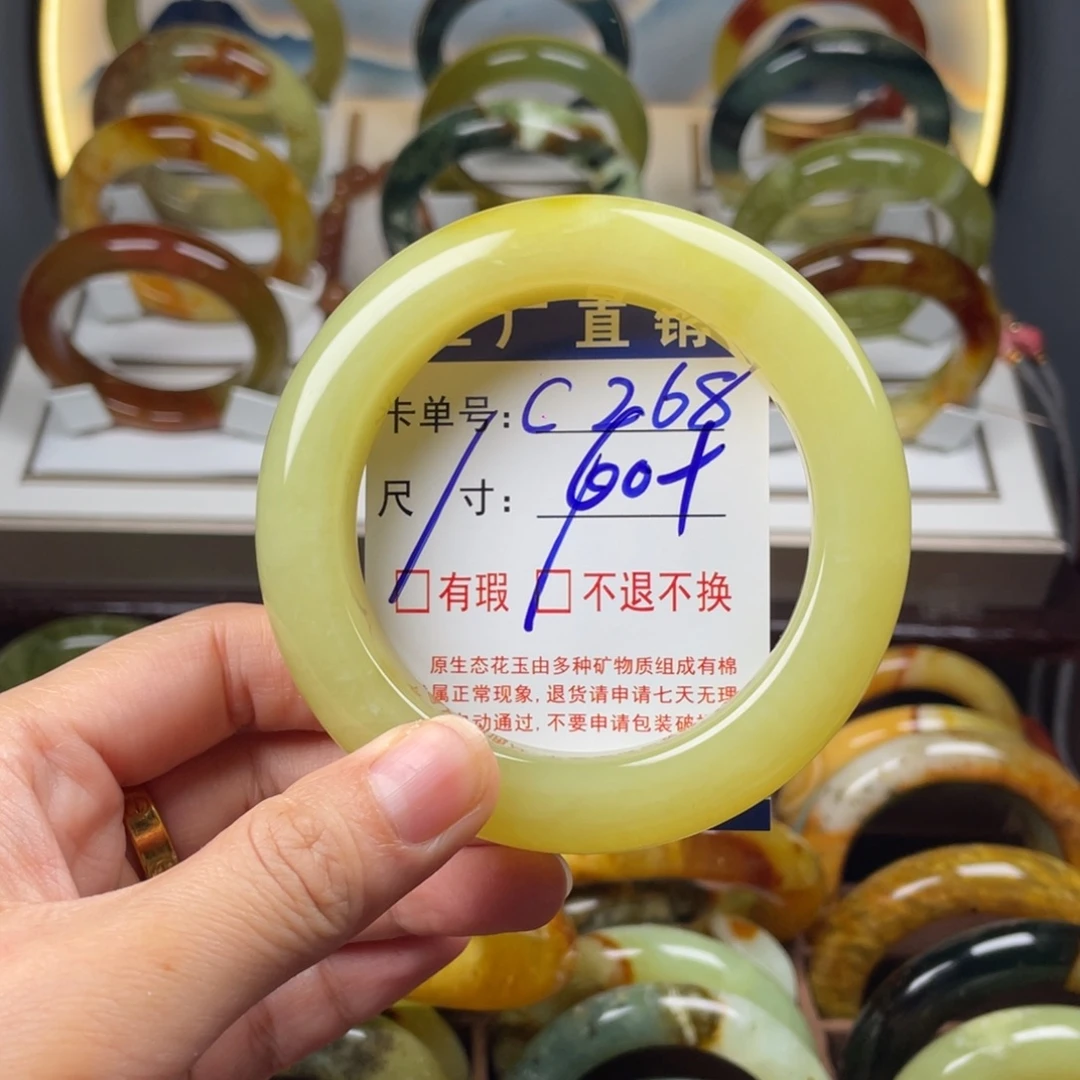 厂直销
卡单号:C 268
尺 寸: 60+
□有瑕 □不退不换
原生态花玉由多种矿物质组成有棉
属正常现象,退货请申请七天无理
动通过,不要申请包装破